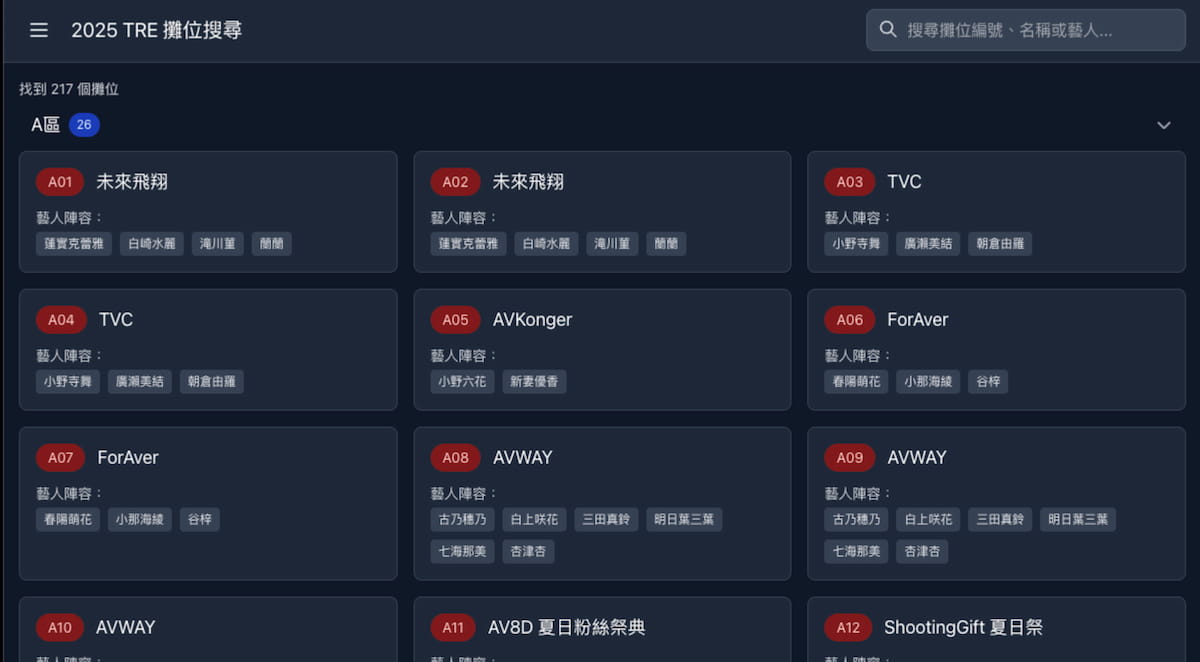 2025 TRE 攤位搜尋
搜尋攤位編號、名稱或藝人...
找到 217 個攤位
A區 26
A01 未來飛翔
藝人陣容：
蓮實克蕾雅 白崎水麗 滝川菫 蘭蘭
A02 未來飛翔
藝人陣容：
蓮實克蕾雅 白崎水麗 滝川菫 蘭蘭
A03 TVC
藝人陣容：
小野寺舞 廣瀨美結 朝倉由羅
A04 TVC
藝人陣容：
小野寺舞 廣瀨美結 朝倉由羅
A05 AVKonger
藝人陣容：
小野六花 新妻優香
A06 ForAver
藝人陣容：
春陽萌花 小那海綾 谷梓
A07 ForAver
藝人陣容：
春陽萌花 小那海綾 谷梓
A08 AVWAY
藝人陣容：
古乃穗乃 白上咲花 三田真鈴 明日葉三葉
七海那美 杏津杏
A09 AVWAY
藝人陣容：
古乃穗乃 白上咲花 三田真鈴 明日葉三葉
七海那美 杏津杏
A10 AVWAY
A11 AV8D 夏日粉絲祭典
A12 ShootingGift 夏日祭